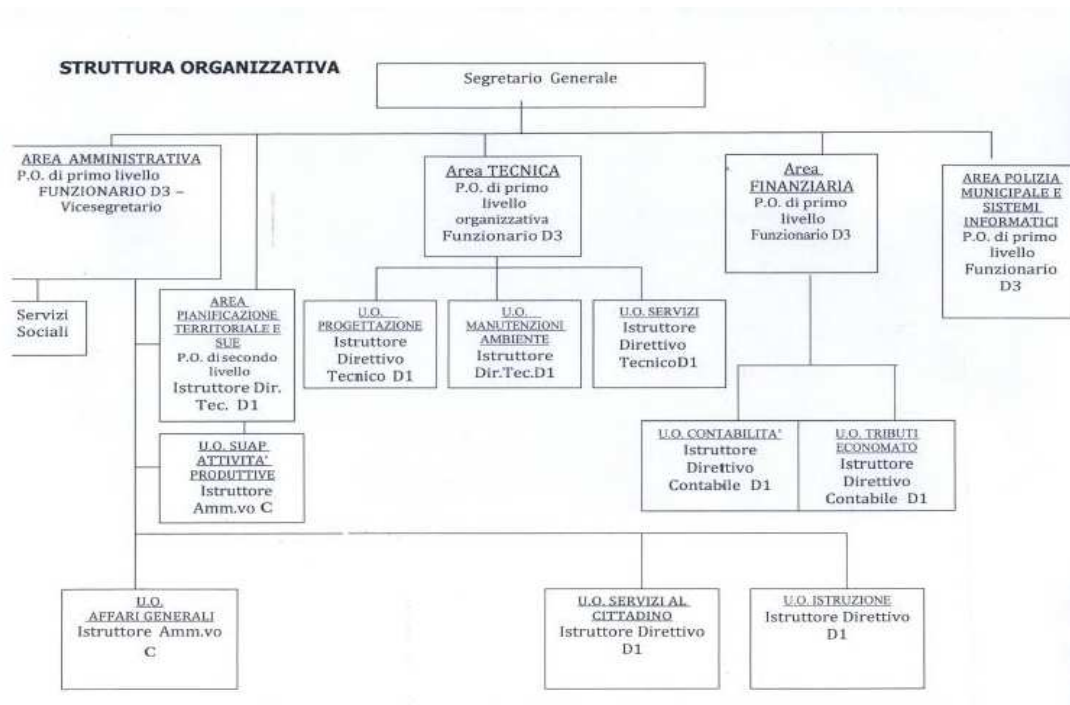 STRUTTURA ORGANIZZATIVA
Segretario Generale
AREA AMMINISTRATIVA
P.O. di primo livello
FUNZIONARIO D3 –
Vicesegretario
Area TECNICA
P.O. di primo
livello
organizzativa
Funzionario D3
Area
FINANZIARIA
P.O. di primo
livello
Funzionario D3
AREA POLIZIA
MUNICIPALE E
SISTEMI
INFORMATICI
P.O. di primo
livello
Funzionario
D3
Servizi
Sociali
AREA
PIANIFICAZIONE
TERRITORIALE E
SUE
P.O. di secondo
livello
Istruttore Dir.
Tec. D1
U.O.
PROGETTAZIONE
Istruttore
Direttivo
Tecnico D1
U.O.
MANUTENZIONI
AMBIENTE
Istruttore
Dir.Tec.D1
U.O. SERVIZI
Istruttore
Direttivo
TecnicoD1
U.O. SUAP
ATTIVITA'
PRODUTTIVE
Istruttore
Amm.vo C
U.O. CONTABILITA'
Istruttore
Direttivo
Contabile D1
U.O. TRIBUTI
ECONOMATO
Istruttore
Direttivo
Contabile D1
U.O.
AFFARI GENERALI
Istruttore Amm.vo
C
U.O. SERVIZI AL
CITTADINO
Istruttore Direttivo
D1
U.O. ISTRUZIONE
Istruttore Direttivo
D1